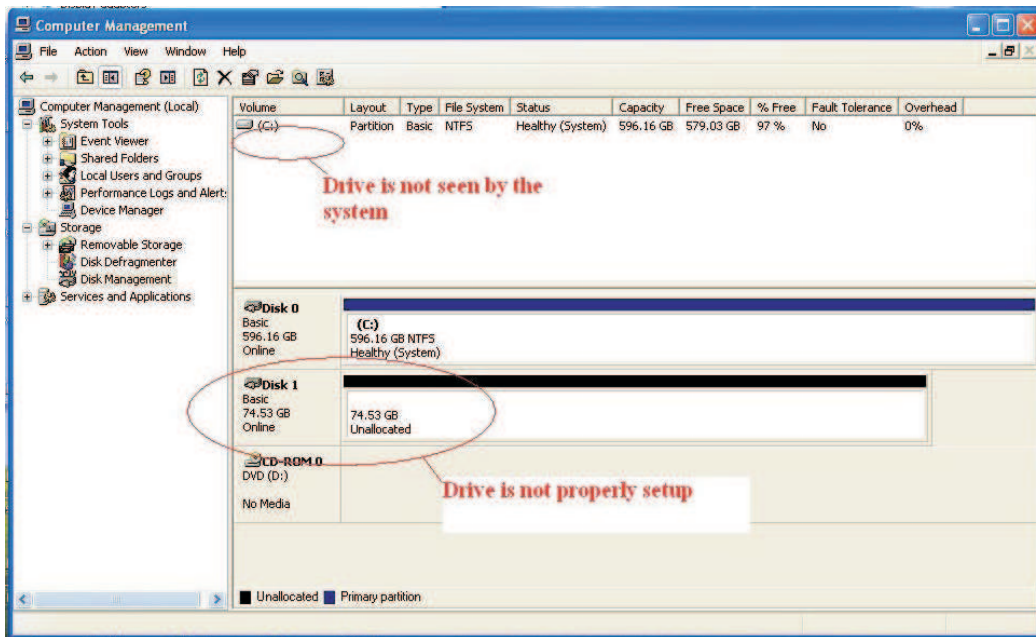 Display Adaptors
Computer Management
File Action View Window Help
Computer Management (Local)
System Tools
Event Viewer
Shared Folders
Local Users and Groups
Performance Logs and Alert:
Device Manager
Storage
Removable Storage
Disk Defragmenter
Disk Management
Services and Applications
Volume Layout Type File System Status Capacity Free Space % Free Fault Tolerance Overhead
(C:) Partition Basic NTFS Healthy (System) 596.16 GB 579.03 GB 97 % No 0%
Drive is not seen by the
system
Disk 0
Basic
596.16 GB
Online
(C:)
596.16 GB NTFS
Healthy (System)
Disk 1
Basic
74.53 GB
Online
74.53 GB
Unallocated
CD-ROM 0
DVD (D:)
No Media
Drive is not properly setup
Unallocated Primary partition